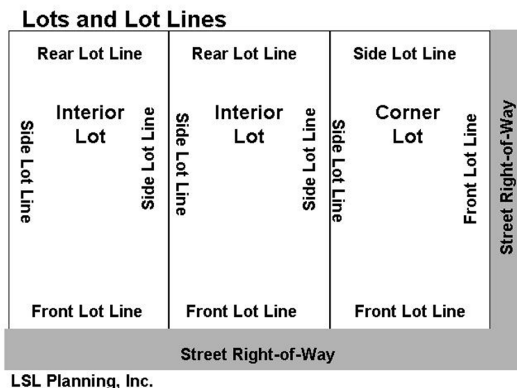 Lots and Lot Lines
Rear Lot Line
Rear Lot Line
Side Lot Line
Interior
Lot
Interior
Lot
Corner
Lot
Side Lot Line
Side Lot Line
Side Lot Line
Side Lot Line
Side Lot Line
Front Lot Line
Street Right-of-Way
Front Lot Line
Front Lot Line
Front Lot Line
Street Right-of-Way
LSL Planning, Inc.